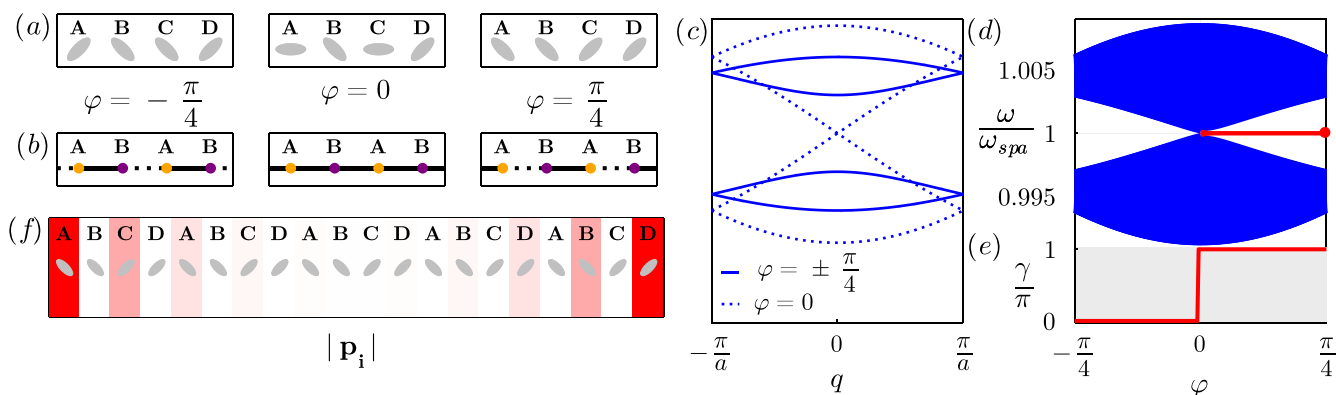 (a)
A B C D
A B C D
A B C D
φ = − π/4
φ = 0
φ = π/4
(b)
A B A B
A B A B
A B A B
(f)
A B C D A B C D A B C D A B C D A B C D
| p_i |
(c)
φ = ± π/4
φ = 0
−π/a 0 π/a
q
(d)
1.005
ω/ω_spa 1
0.995
(e)
1
γ/π
0
−π/4 0 π/4
φ